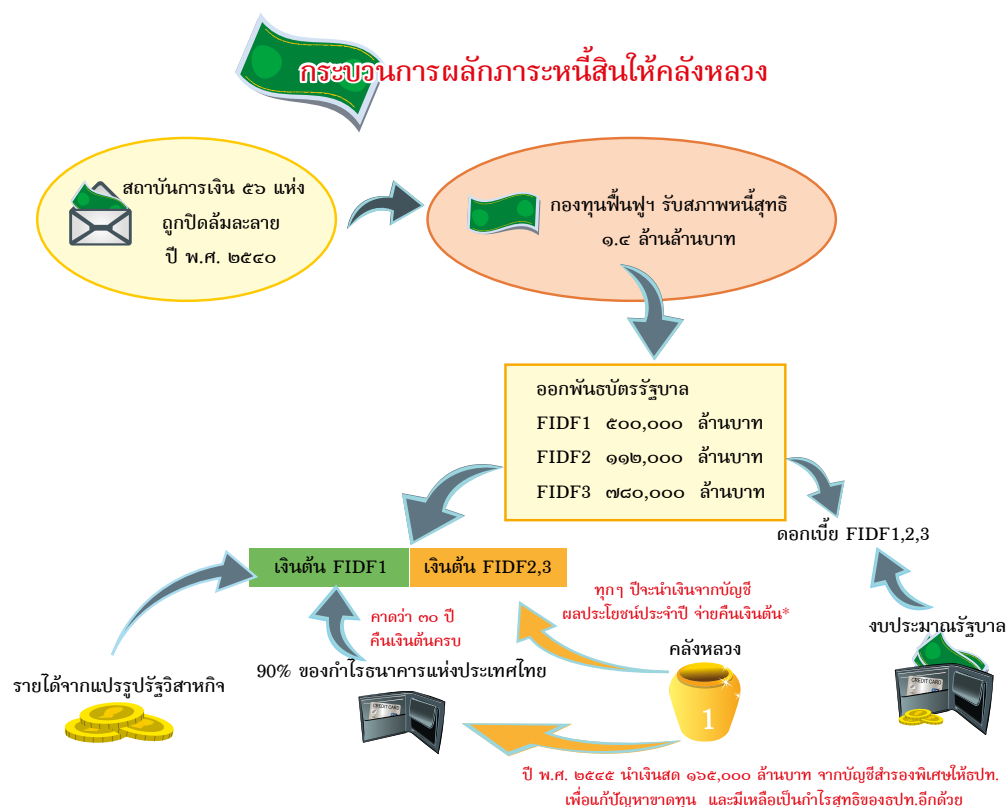 กระบวนการผลักภาระหนี้สินให้คลังหลวง
สถาบันการเงิน ๕๖ แห่ง
ถูกปิดล้มละลาย
ปี พ.ศ. ๒๕๔๐
กองทุนฟื้นฟูฯ รับสภาพหนี้สุทธิ
๑.๔ ล้านล้านบาท
ออกพันธบัตรรัฐบาล
FIDF1 ๕๐๐,๐๐๐ ล้านบาท
FIDF2 ๑๑๒,๐๐๐ ล้านบาท
FIDF3 ๗๘๐,๐๐๐ ล้านบาท
ดอกเบี้ย FIDF1,2,3
เงินต้น FIDF1
เงินต้น FIDF2,3
ทุกๆ ปีจะนำเงินจากบัญชี
ผลประโยชน์ประจำปี จ่ายคืนเงินต้น*
คาดว่า ๓๐ ปี
คืนเงินต้นครบ
งบประมาณรัฐบาล
คลังหลวง
90% ของกำไรธนาคารแห่งประเทศไทย
รายได้จากแปรรูปรัฐวิสาหกิจ
CREDIT CARD
CREDIT CARD
1
ปี พ.ศ. ๒๕๔๕ นำเงินสด ๑๖๕,๐๐๐ ล้านบาท จากบัญชีสำรองพิเศษให้ธปท.
เพื่อแก้ปัญหาขาดทุน และมีเหลือเป็นกำไรสุทธิของธปท.อีกด้วย